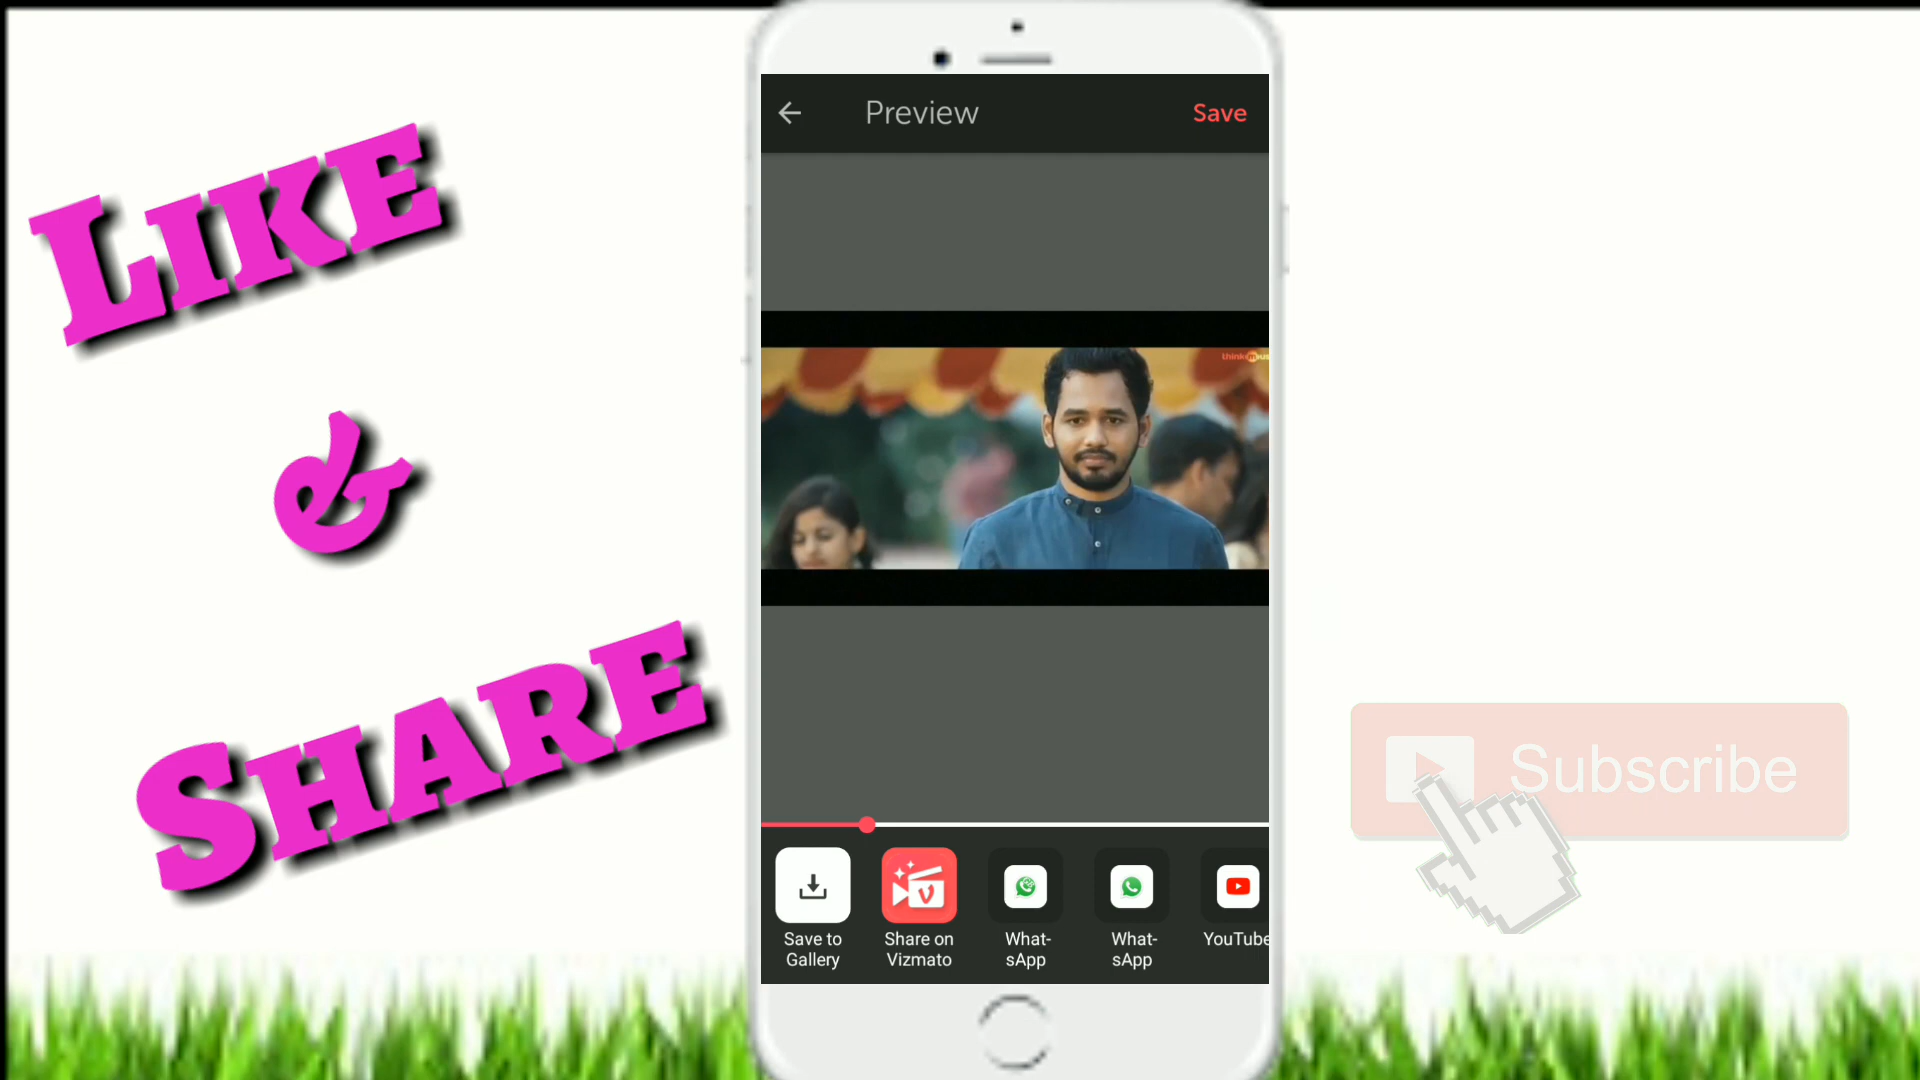 LIKE
&
SHARE
Preview
Save
Save to
Gallery
Share on
Vizmato
What-
sApp
What-
sApp
YouTube
Subscribe